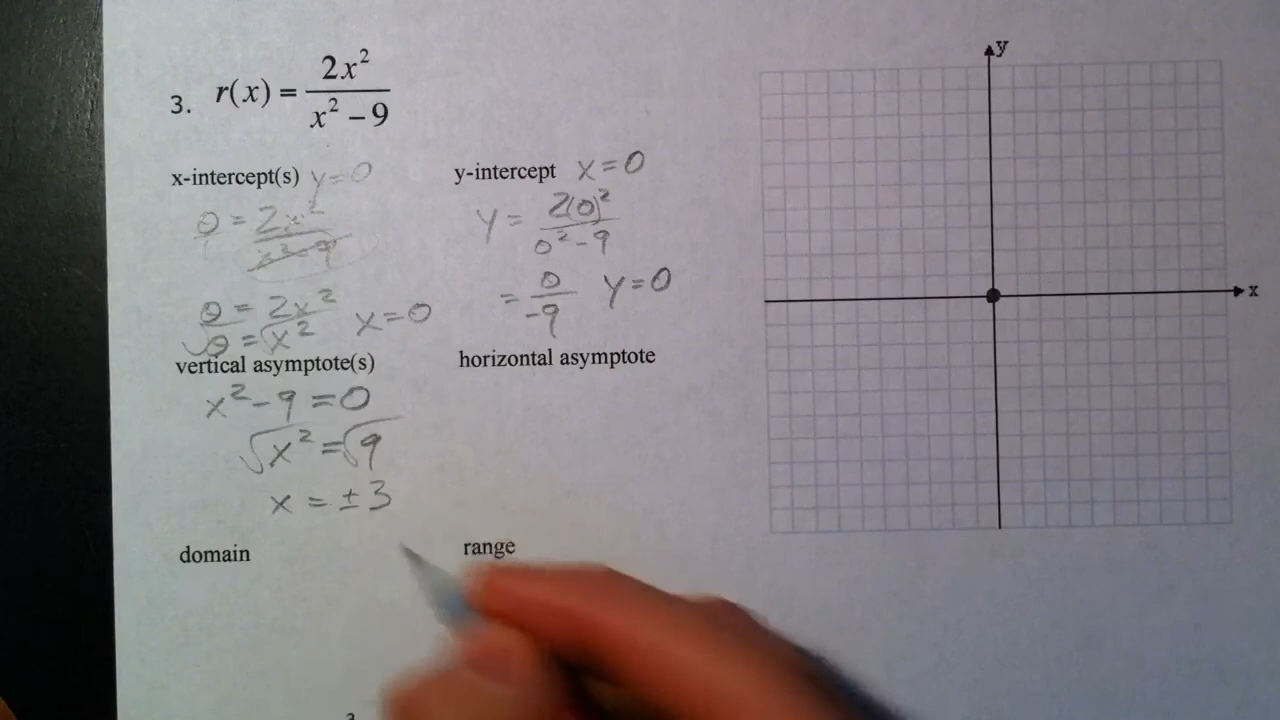 3. r(x) = 2x² / x² − 9
x-intercept(s) y=0
0 = 2x² / x²-9
0 = 2x²
√0 = √x² x=0
y-intercept x=0
y = 2(0)² / 0²-9
= 0/-9 y=0
vertical asymptote(s)
x²-9=0
√x² = √9
x = ±3
horizontal asymptote
domain
range
y
x